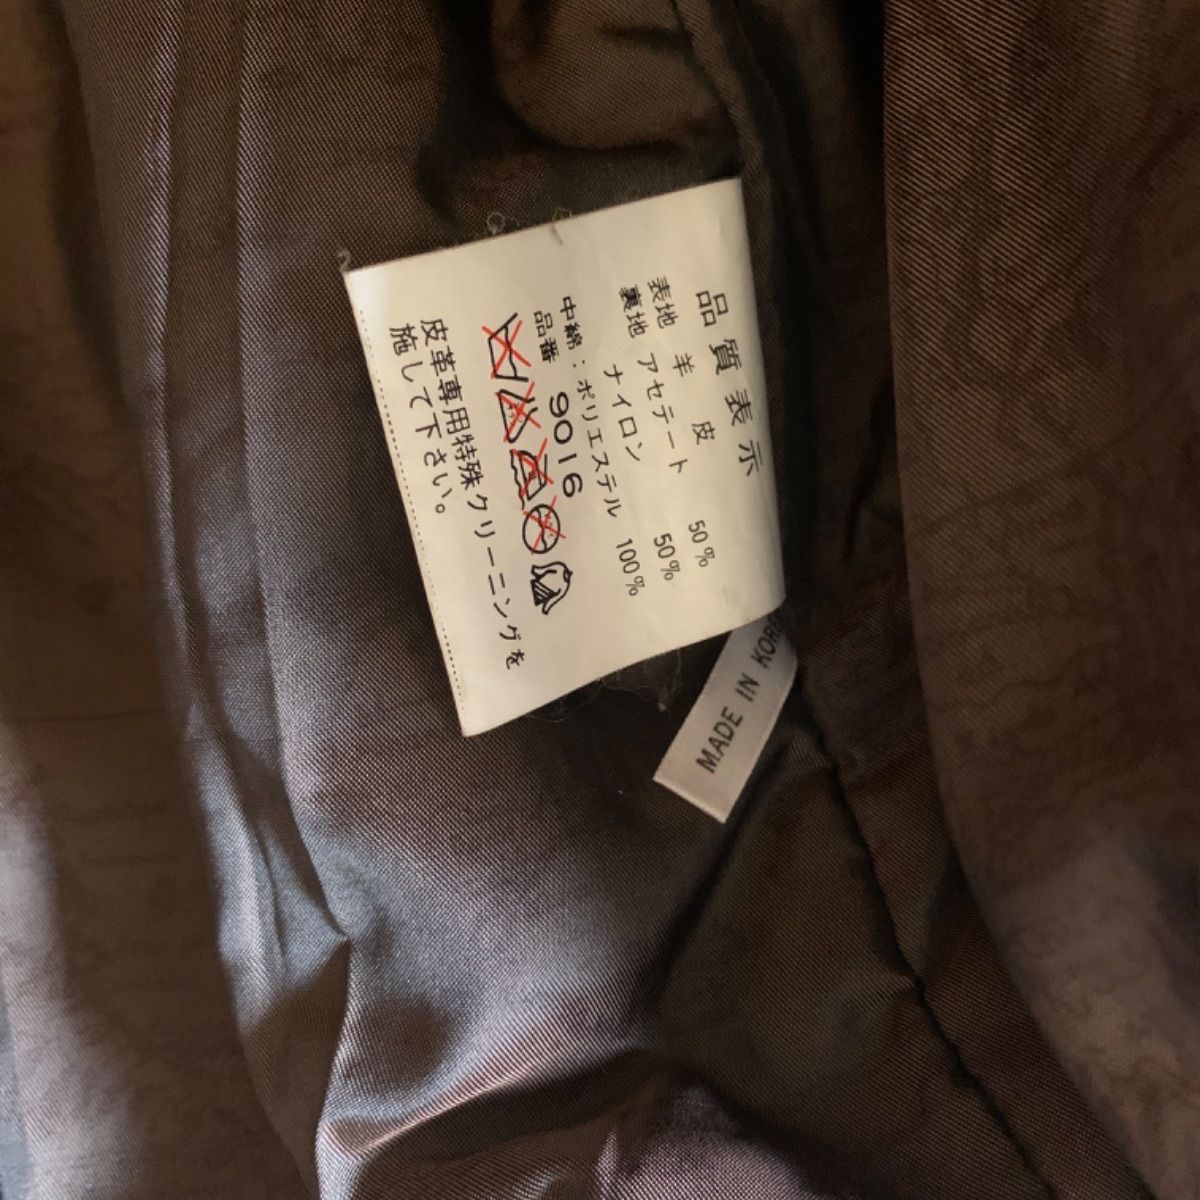 品質表示
表地 羊皮
裏地 アセテート 50%
ナイロン 50%
中綿：ポリエステル 100%
品番 9016
皮革専用特殊クリーニングを
施して下さい。
MADE IN KORE